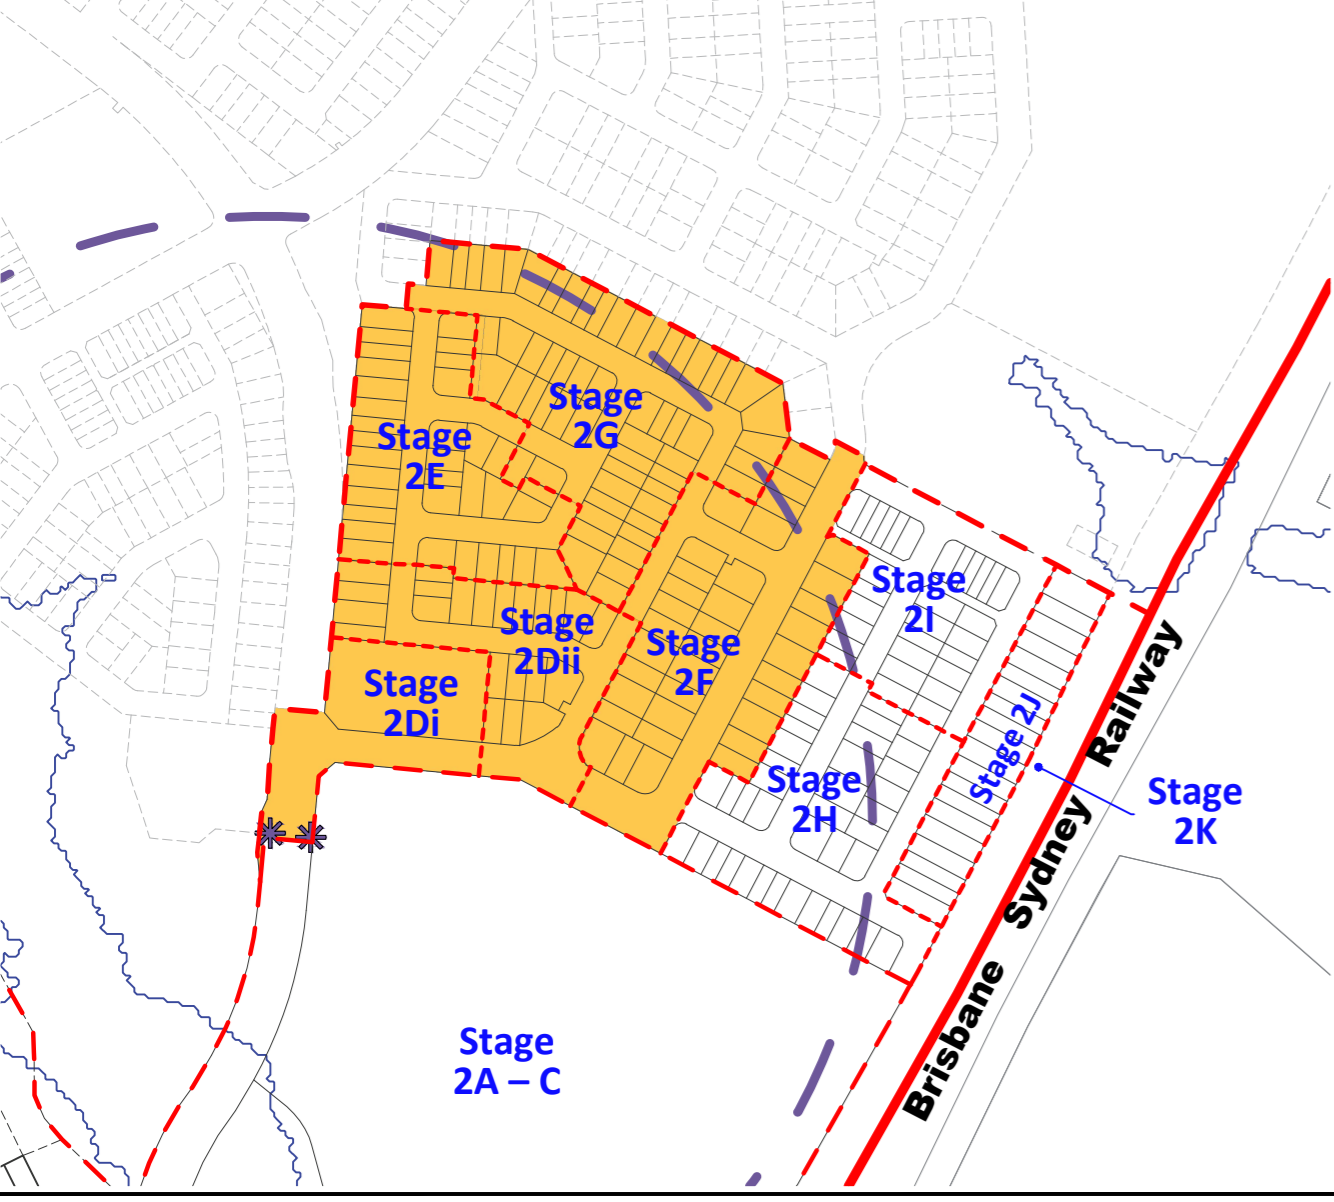 Stage
2G
Stage
2E
Stage
2I
Stage
2Dii
Stage
2F
Stage
2Di
Stage 2J
Stage
2H
Stage
2K
Stage
2A – C
Brisbane Sydney Railway